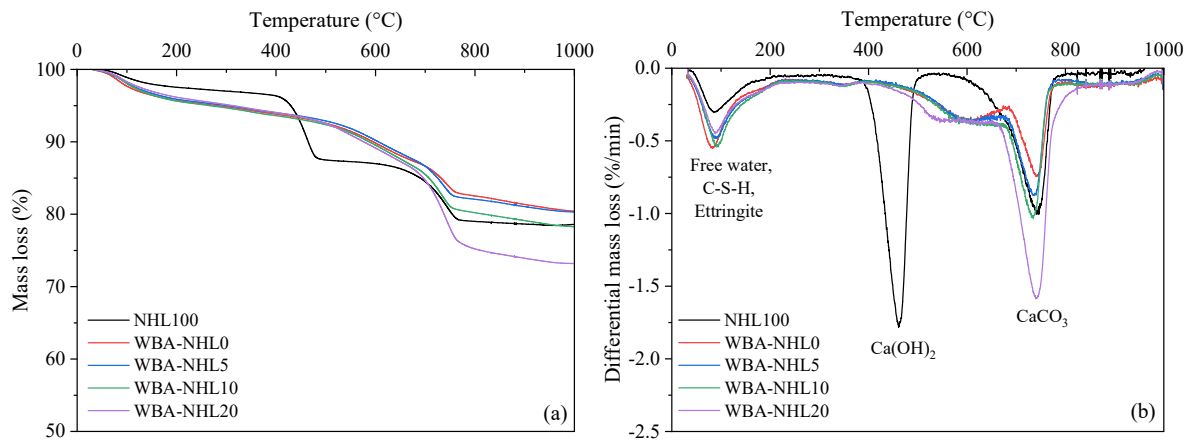 Temperature (°C)
0 200 400 600 800 1000
100
90
80
70
60
50
Mass loss (%)
NHL100
WBA-NHL0
WBA-NHL5
WBA-NHL10
WBA-NHL20
(a)
Temperature (°C)
0 200 400 600 800 1000
0.0
-0.5
-1.0
-1.5
-2.0
-2.5
Differential mass loss (%/min)
Free water,
C-S-H,
Ettringite
Ca(OH)₂
CaCO₃
NHL100
WBA-NHL0
WBA-NHL5
WBA-NHL10
WBA-NHL20
(b)